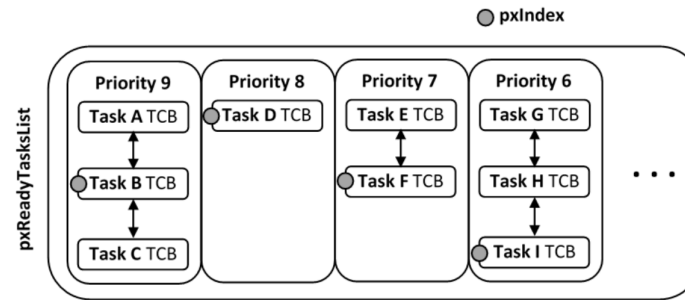 pxIndex
pxReadyTasksList
Priority 9
Task A TCB
Task B TCB
Task C TCB
Priority 8
Task D TCB
Priority 7
Task E TCB
Task F TCB
Priority 6
Task G TCB
Task H TCB
Task I TCB
. . .